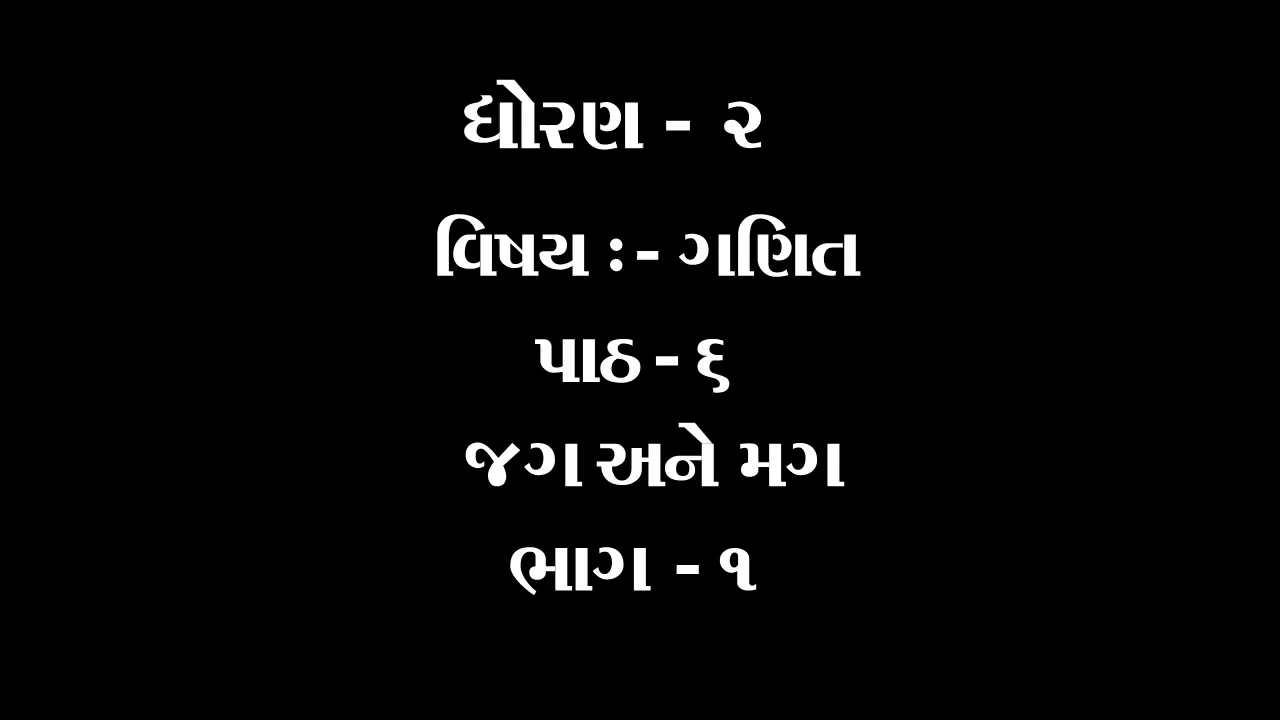 ધોરણ - ૨
વિષય :- ગણિત
પાઠ - ૬
જગ અને મગ
ભાગ - ૧